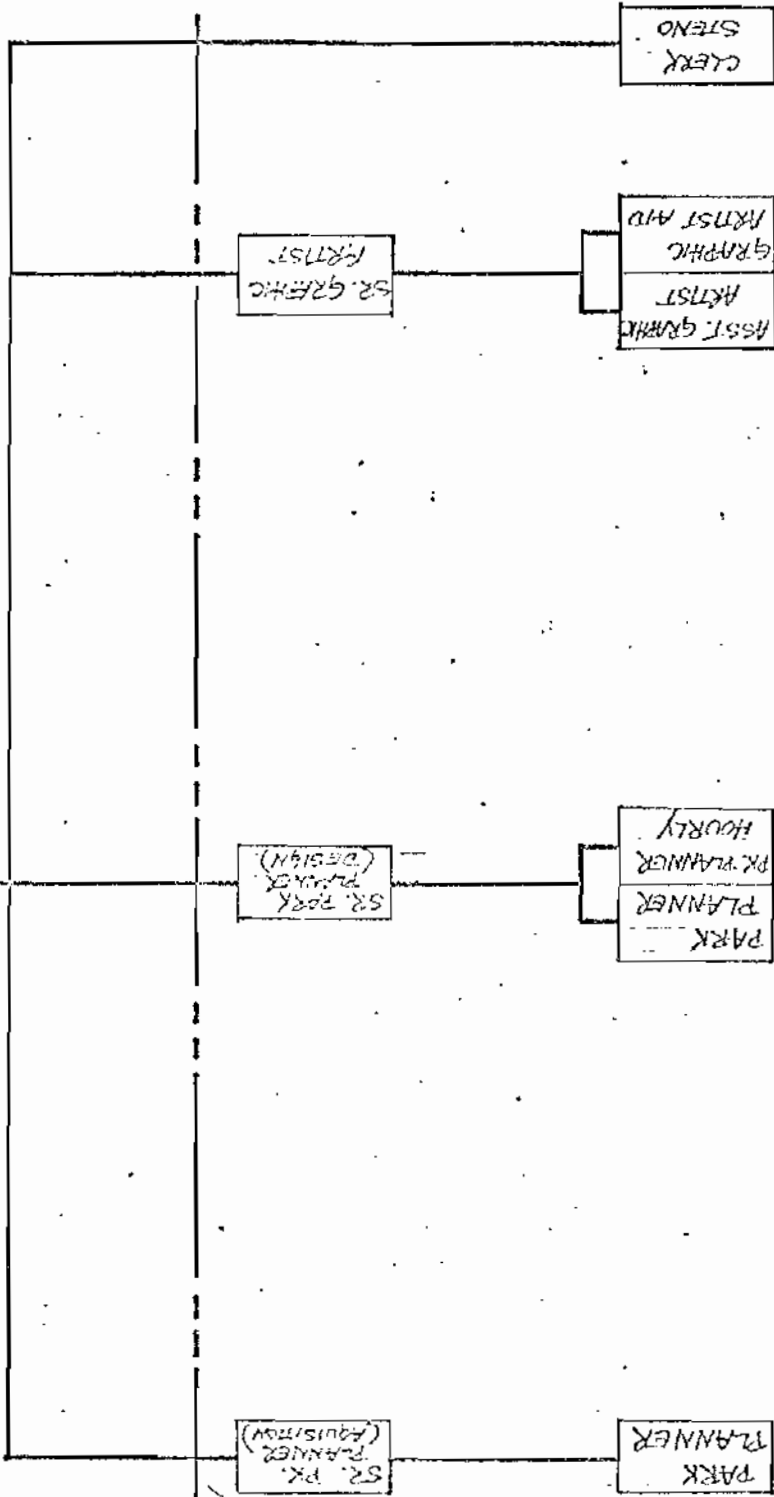 PARK
PLANNER
SR. PK.
PLANNER
(AQUISITION)
PARK
PLANNER
PK. PLANNER
HOURLY
SR. PARK
PLANNER
(DESIGN)
ASST. GRAPHIC
ARTIST
GRAPHIC
ARTIST AID
SR. GRAPHIC
ARTIST
CLERK
STENO